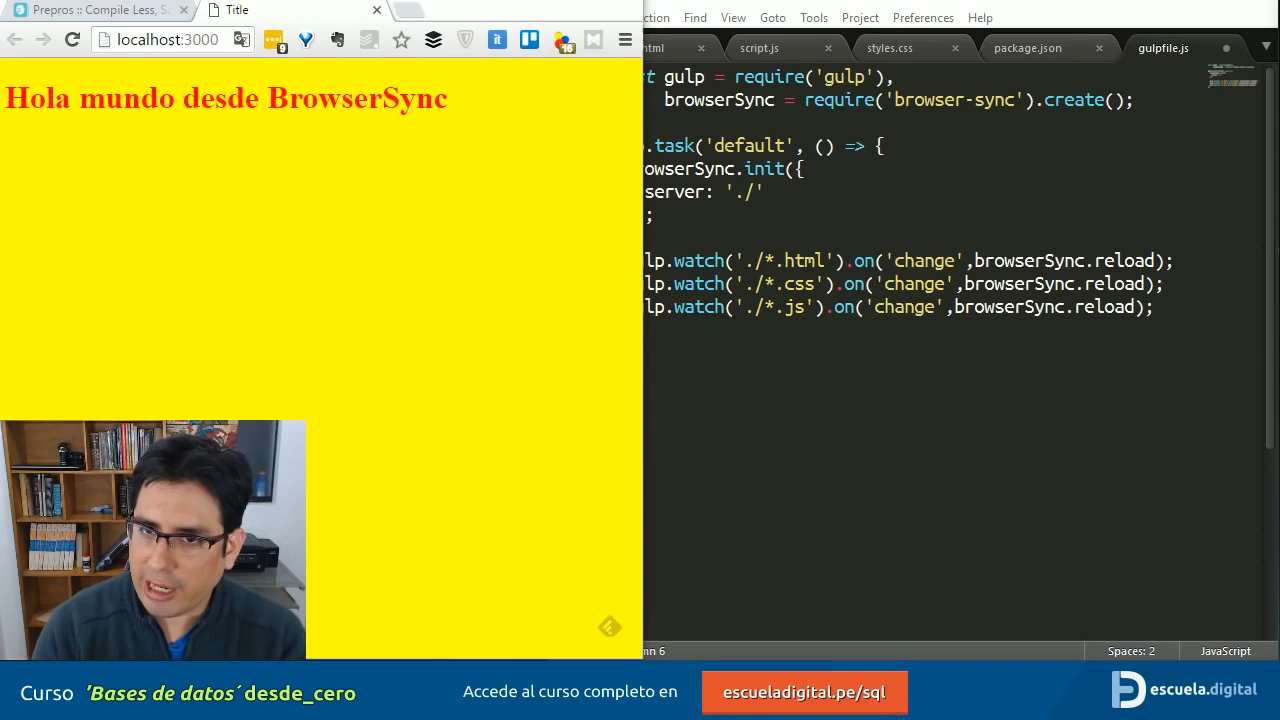 Prepros :: Compile Less, Sa
Title
localhost:3000
9
it
16
Hola mundo desde BrowserSync
ction Find View Goto Tools Project Preferences Help
html
script.js
styles.css
package.json
gulpfile.js
t gulp = require('gulp'),
browserSync = require('browser-sync').create();
.task('default', () => {
owserSync.init({
server: './'
;
lp.watch('./*.html').on('change',browserSync.reload);
lp.watch('./*.css').on('change',browserSync.reload);
lp.watch('./*.js').on('change',browserSync.reload);
mn 6
Spaces: 2
JavaScript
Curso 'Bases de datos´ desde_cero
Accede al curso completo en
escueladigital.pe/sql
escuela.digital